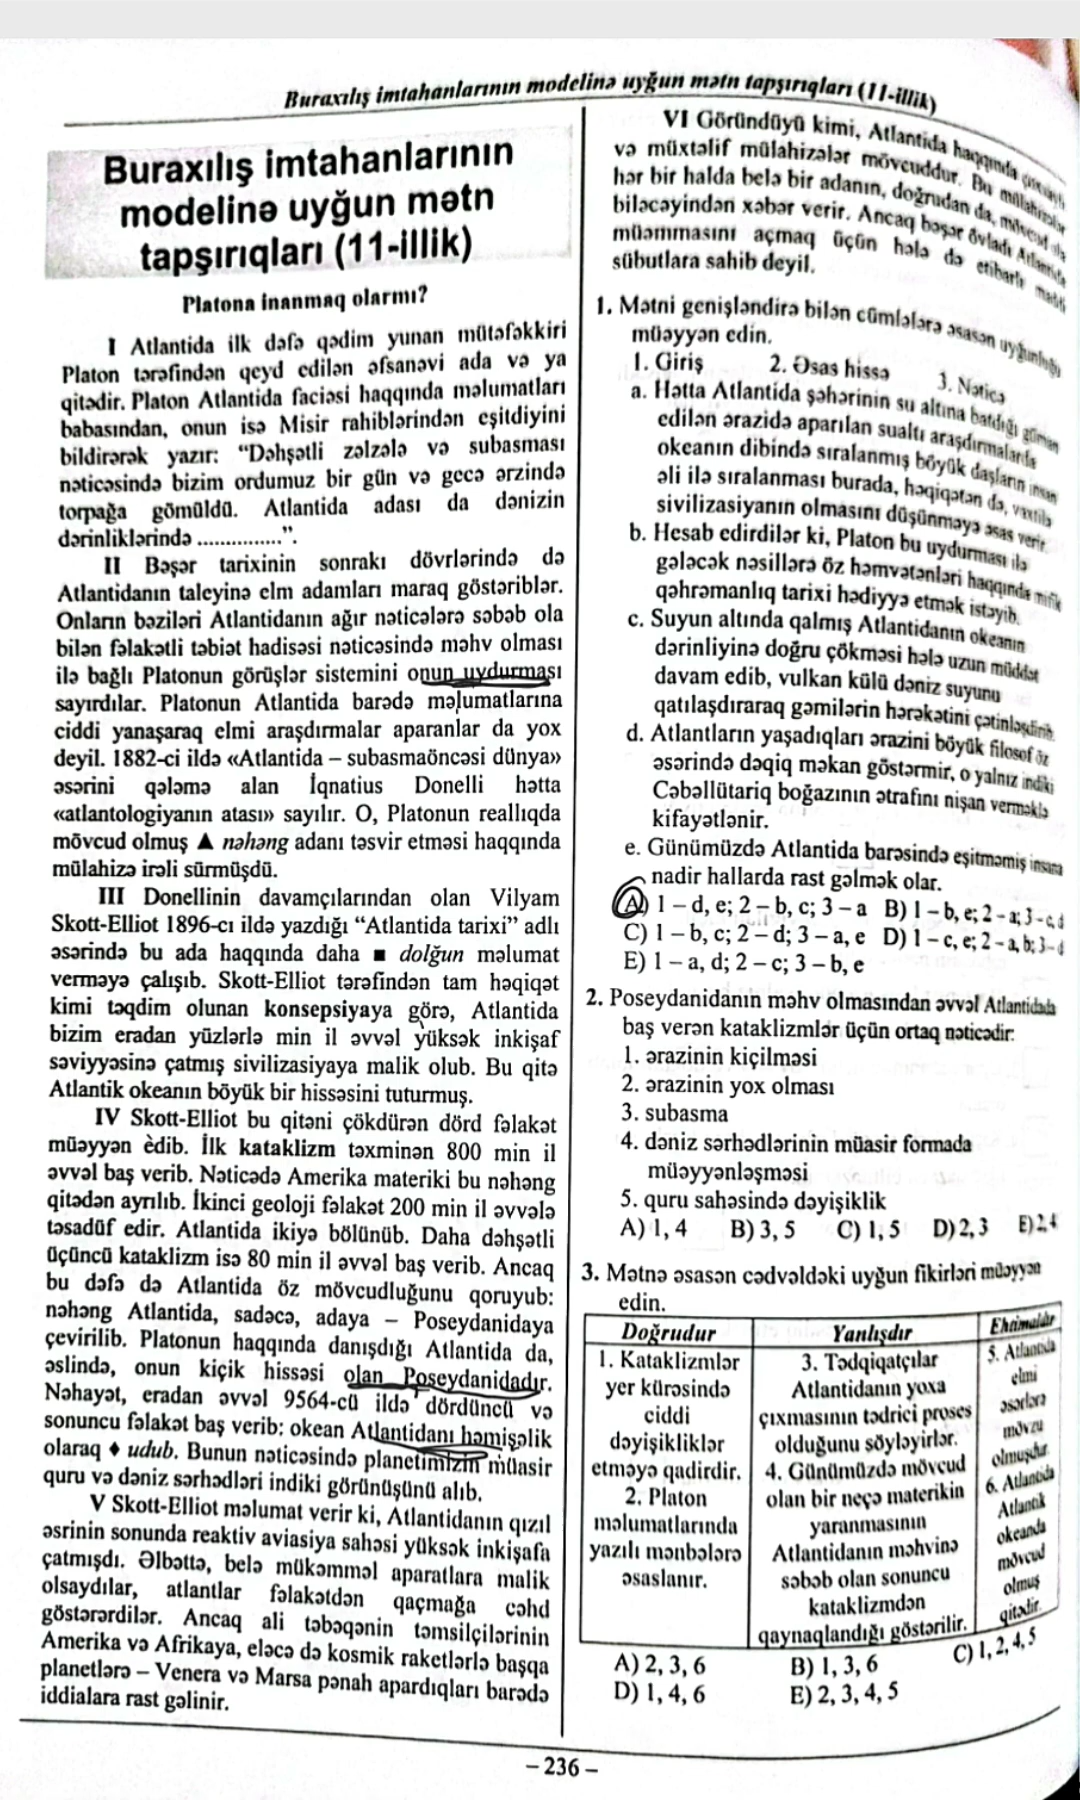 Buraxılış imtahanlarının modelinə uyğun mətn tapşırıqları (11-illik)
Buraxılış imtahanlarının
modelinə uyğun mətn
tapşırıqları (11-illik)
Platona inanmaq olarmı?
I Atlantida ilk dəfə qədim yunan mütəfəkkiri
Platon tərəfindən qeyd edilən əfsanəvi ada və ya
qitədir. Platon Atlantida faciəsi haqqında məlumatları
babasından, onun isə Misir rahiblərindən eşitdiyini
bildirərək yazır: “Dəhşətli zəlzələ və subasması
nəticəsində bizim ordumuz bir gün və gecə ərzində
torpağa gömüldü. Atlantida adası da dənizin
dərinliklərində ...............”.
II Bəşər tarixinin sonrakı dövrlərində də
Atlantidanın taleyinə elm adamları maraq göstəriblər.
Onların bəziləri Atlantidanın ağır nəticələrə səbəb ola
bilən fəlakətli təbiət hadisəsi nəticəsində məhv olması
ilə bağlı Platonun görüşlər sistemini onun uydurması
sayırdılar. Platonun Atlantida barədə məlumatlarına
ciddi yanaşaraq elmi araşdırmalar aparanlar da yox
deyil. 1882-ci ildə «Atlantida – subasmaöncəsi dünya»
əsərini qələmə alan İqnatius Donelli hətta
«atlantologiyanın atası» sayılır. O, Platonun reallıqda
mövcud olmuş ▲ nəhəng adanı təsvir etməsi haqqında
mülahizə irəli sürmüşdü.
III Donellinin davamçılarından olan Vilyam
Skott-Elliot 1896-cı ildə yazdığı “Atlantida tarixi” adlı
əsərində bu ada haqqında daha ■ dolğun məlumat
verməyə çalışıb. Skott-Elliot tərəfindən tam həqiqət
kimi təqdim olunan konsepsiyaya görə, Atlantida
bizim eradan yüzlərlə min il əvvəl yüksək inkişaf
səviyyəsinə çatmış sivilizasiyaya malik olub. Bu qitə
Atlantik okeanın böyük bir hissəsini tuturmuş.
IV Skott-Elliot bu qitəni çökdürən dörd fəlakət
müəyyən edib. İlk kataklizm təxminən 800 min il
əvvəl baş verib. Nəticədə Amerika materiki bu nəhəng
qitədən ayrılıb. İkinci geoloji fəlakət 200 min il əvvələ
təsadüf edir. Atlantida ikiyə bölünüb. Daha dəhşətli
üçüncü kataklizm isə 80 min il əvvəl baş verib. Ancaq
bu dəfə də Atlantida öz mövcudluğunu qoruyub:
nəhəng Atlantida, sadəcə, adaya – Poseydanidaya
çevirilib. Platonun haqqında danışdığı Atlantida da,
əslində, onun kiçik hissəsi olan Poseydanidadır.
Nəhayət, eradan əvvəl 9564-cü ildə dördüncü və
sonuncu fəlakət baş verib: okean Atlantidanı həmişəlik
olaraq ♦ udub. Bunun nəticəsində planetimizin müasir
quru və dəniz sərhədləri indiki görünüşünü alıb.
V Skott-Elliot məlumat verir ki, Atlantidanın qızıl
əsrinin sonunda reaktiv aviasiya sahəsi yüksək inkişafa
çatmışdı. Əlbəttə, belə mükəmməl aparatlara malik
olsaydılar, atlantlar fəlakətdən qaçmağa cəhd
göstərərdilər. Ancaq ali təbəqənin təmsilçilərinin
Amerika və Afrikaya, eləcə də kosmik raketlərlə başqa
planetlərə – Venera və Marsa pənah apardıqları barədə
iddialara rast gəlinir.
VI Göründüyü kimi, Atlantida haqqında
və müxtəlif mülahizələr mövcuddur. Bu mülahizələr
hər bir halda belə bir adanın, doğrudan da, mövcud ola
biləcəyindən xəbər verir. Ancaq bəşər övladı Atlantida
müəmmasını açmaq üçün hələ də etibarlı maddi
sübutlara sahib deyil.
1. Mətni genişləndirə bilən cümlələrə əsasən uyğunluğu
müəyyən edin.
1. Giriş 2. Əsas hissə 3. Nəticə
a. Hətta Atlantida şəhərinin su altına batdığı güman
edilən ərazidə aparılan sualtı araşdırmalarda
okeanın dibində sıralanmış böyük daşların insan
əli ilə sıralanması burada, həqiqətən də, vaxtilə
sivilizasiyanın olmasını düşünməyə əsas verir.
b. Hesab edirdilər ki, Platon bu uydurması ilə
gələcək nəsillərə öz həmvətənləri haqqında mifik
qəhrəmanlıq tarixi hədiyyə etmək istəyib.
c. Suyun altında qalmış Atlantidanın okeanın
dərinliyinə doğru çökməsi hələ uzun müddət
davam edib, vulkan külü dəniz suyunu
qatılaşdıraraq gəmilərin hərəkətini çətinləşdirib.
d. Atlantların yaşadıqları ərazini böyük filosof öz
əsərində dəqiq məkan göstərmir, o yalnız indiki
Cəbəllütariq boğazının ətrafını nişan verməklə
kifayətlənir.
e. Günümüzdə Atlantida barəsində eşitməmiş insana
nadir hallarda rast gəlmək olar.
A) 1 – d, e; 2 – b, c; 3 – a B) 1 – b, e; 2 – a; 3 – c, d
C) 1 – b, c; 2 – d; 3 – a, e D) 1 – c, e; 2 – a, b; 3 – d
E) 1 – a, d; 2 – c; 3 – b, e
2. Poseydanidanın məhv olmasından əvvəl Atlantidada
baş verən kataklizmlər üçün ortaq nəticədir:
1. ərazinin kiçilməsi
2. ərazinin yox olması
3. subasma
4. dəniz sərhədlərinin müasir formada
müəyyənləşməsi
5. quru sahəsində dəyişiklik
A) 1, 4 B) 3, 5 C) 1, 5 D) 2, 3 E) 2,4
3. Mətnə əsasən cədvəldəki uyğun fikirləri müəyyən
edin.
Doğrudur
1. Kataklizmlər
yer kürəsində
ciddi
dəyişikliklər
etməyə qadirdir.
2. Platon
məlumatlarında
yazılı mənbələrə
əsaslanır.
Yanlışdır
3. Tədqiqatçılar
Atlantidanın yoxa
çıxmasının tədrici proses
olduğunu söyləyirlər.
4. Günümüzdə mövcud
olan bir neçə materikin
yaranmasının
Atlantidanın məhvinə
səbəb olan sonuncu
kataklizmdən
qaynaqlandığı göstərilir.
Ehtimaldır
5. Atlantida
elmi
əsərlərə
mövzu
olmuşdur.
6. Atlantida
Atlantik
okeanda
mövcud
olmuş
qitədir.
A) 2, 3, 6 B) 1, 3, 6 C) 1, 2, 4, 5
D) 1, 4, 6 E) 2, 3, 4, 5
– 236 –